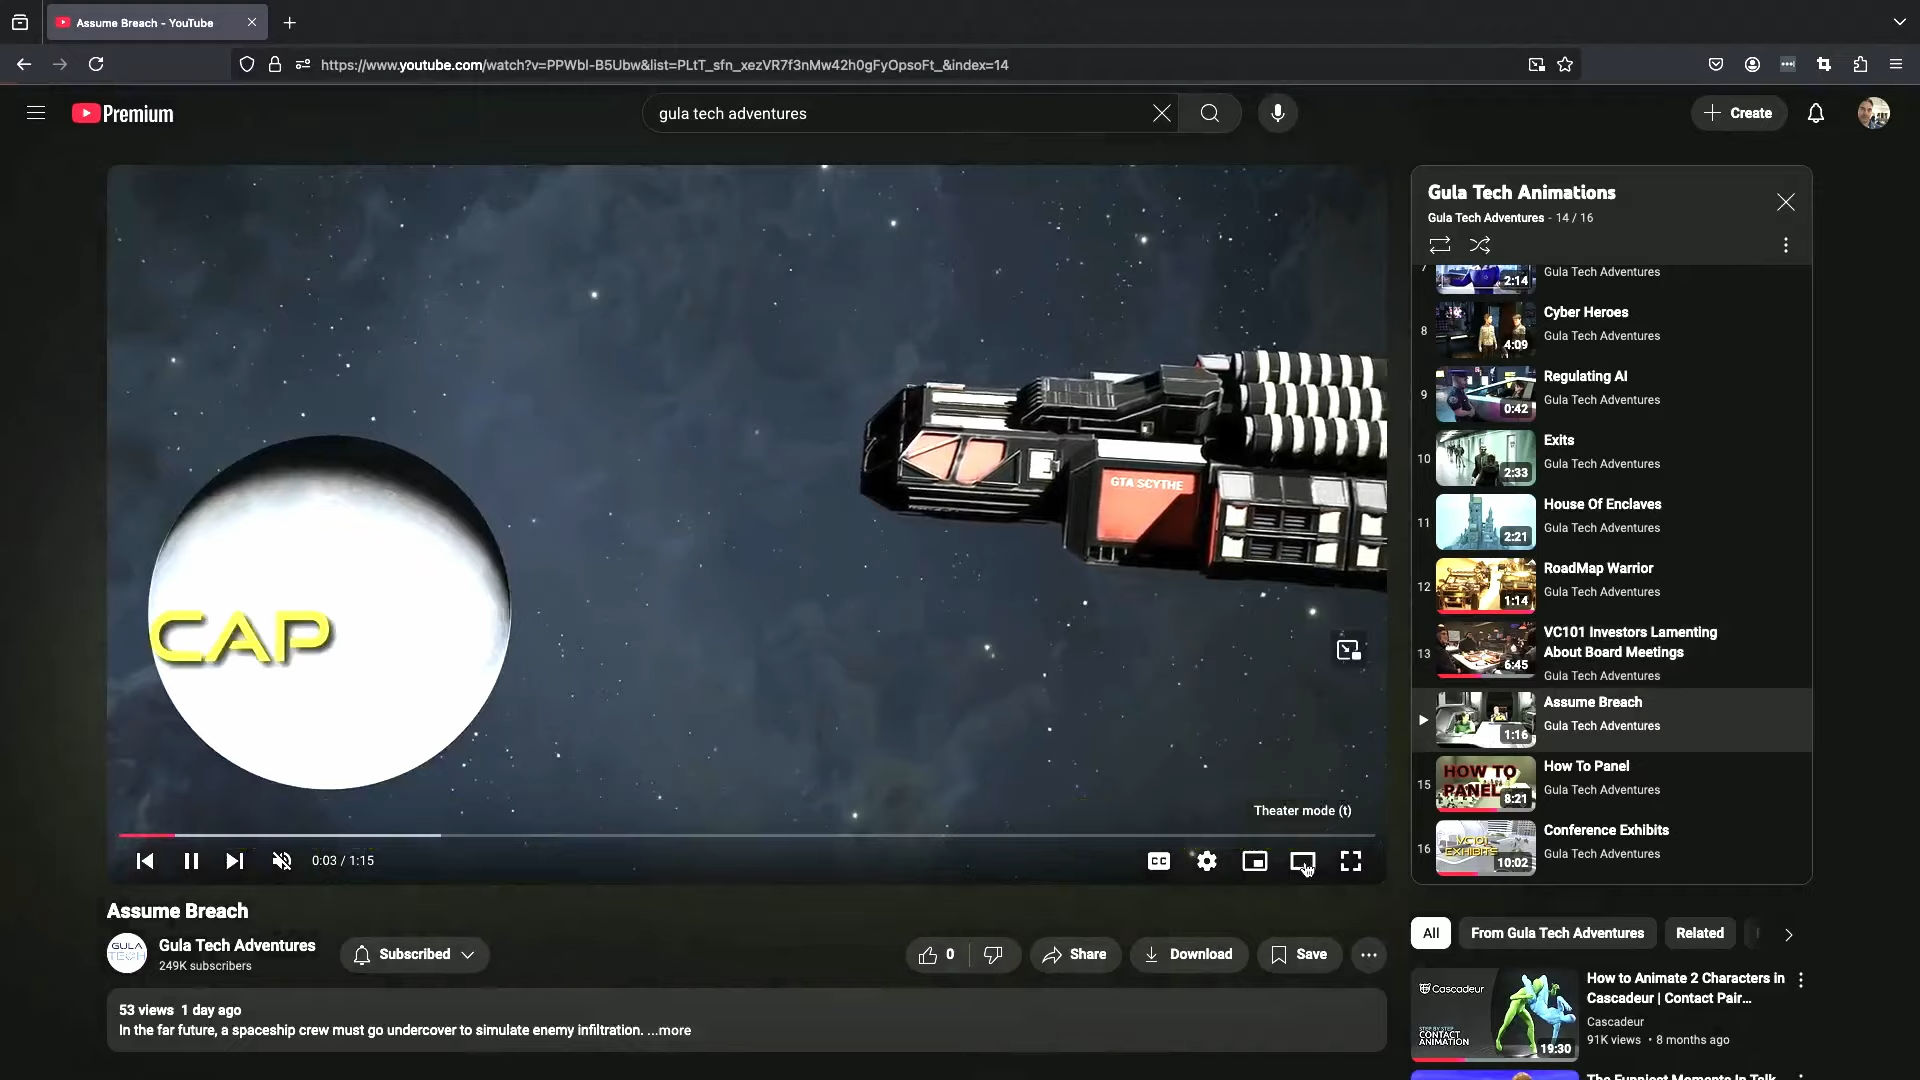 Assume Breach - YouTube
https://www.youtube.com/watch?v=PPWbI-B5Ubw&list=PLtT_sfn_xezVR7f3nMw42h0gFyOpsoFt_&index=14
Premium
gula tech adventures
Create
GTA SCYTHE
CAP
Theater mode (t)
0:03 / 1:15
CC
Assume Breach
GULA
TECH
Gula Tech Adventures
249K subscribers
Subscribed
0
Share
Download
Save
53 views 1 day ago
In the far future, a spaceship crew must go undercover to simulate enemy infiltration. ...more
Gula Tech Animations
Gula Tech Adventures - 14 / 16
2:14
Gula Tech Adventures
8
4:09
Cyber Heroes
Gula Tech Adventures
9
0:42
Regulating AI
Gula Tech Adventures
10
2:33
Exits
Gula Tech Adventures
11
2:21
House Of Enclaves
Gula Tech Adventures
12
1:14
RoadMap Warrior
Gula Tech Adventures
13
6:45
VC101 Investors Lamenting
About Board Meetings
Gula Tech Adventures
1:16
Assume Breach
Gula Tech Adventures
15
HOW TO
PANEL
8:21
How To Panel
Gula Tech Adventures
16
VC101
EXHIBITS
10:02
Conference Exhibits
Gula Tech Adventures
All
From Gula Tech Adventures
Related
Cascadeur
STEP BY STEP
CONTACT
ANIMATION
19:30
How to Animate 2 Characters in
Cascadeur | Contact Pair...
Cascadeur
91K views • 8 months ago
The Funniest Moments In Talk